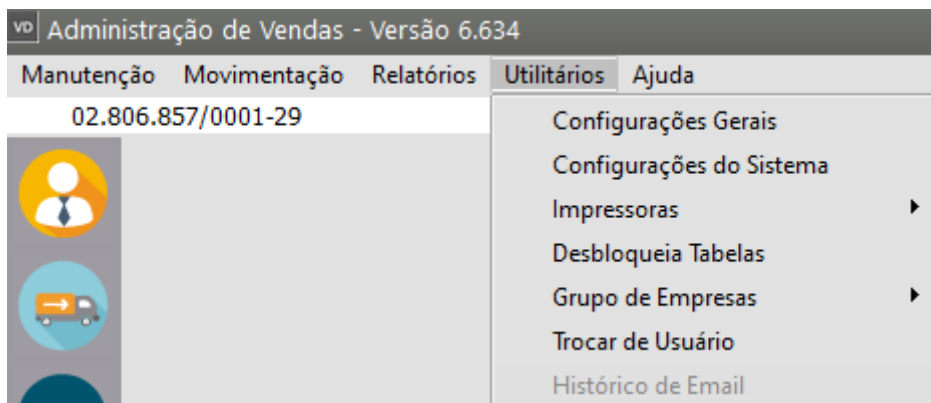 VD Administração de Vendas - Versão 6.634
Manutenção Movimentação Relatórios Utilitários Ajuda
02.806.857/0001-29
Configurações Gerais
Configurações do Sistema
Impressoras
Desbloqueia Tabelas
Grupo de Empresas
Trocar de Usuário
Histórico de Email